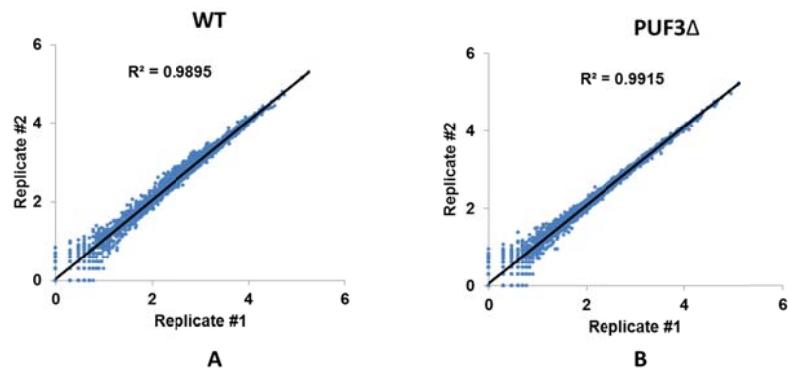 WT
6
R² = 0.9895
4
Replicate #2
2
0
0
2
4
6
Replicate #1
A
PUF3Δ
6
R² = 0.9915
4
Replicate #2
2
0
0
2
4
6
Replicate #1
B